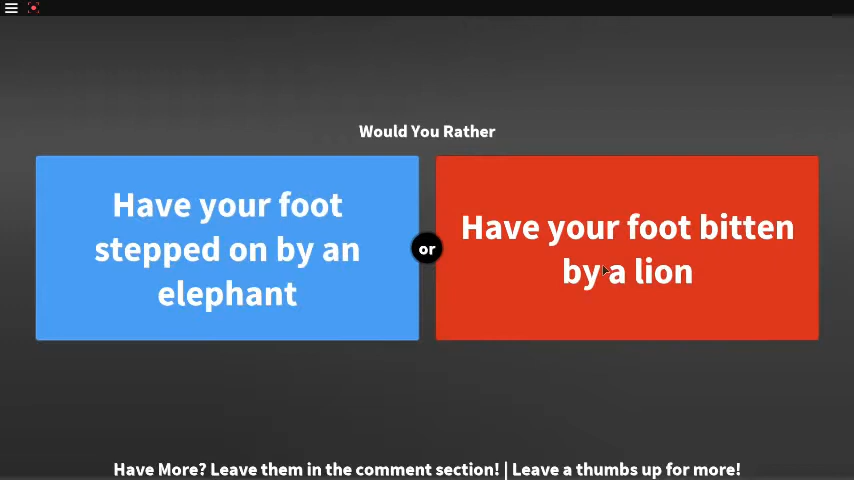 Would You Rather
Have your foot
stepped on by an
elephant
or
Have your foot bitten
by a lion
Have More? Leave them in the comment section! | Leave a thumbs up for more!